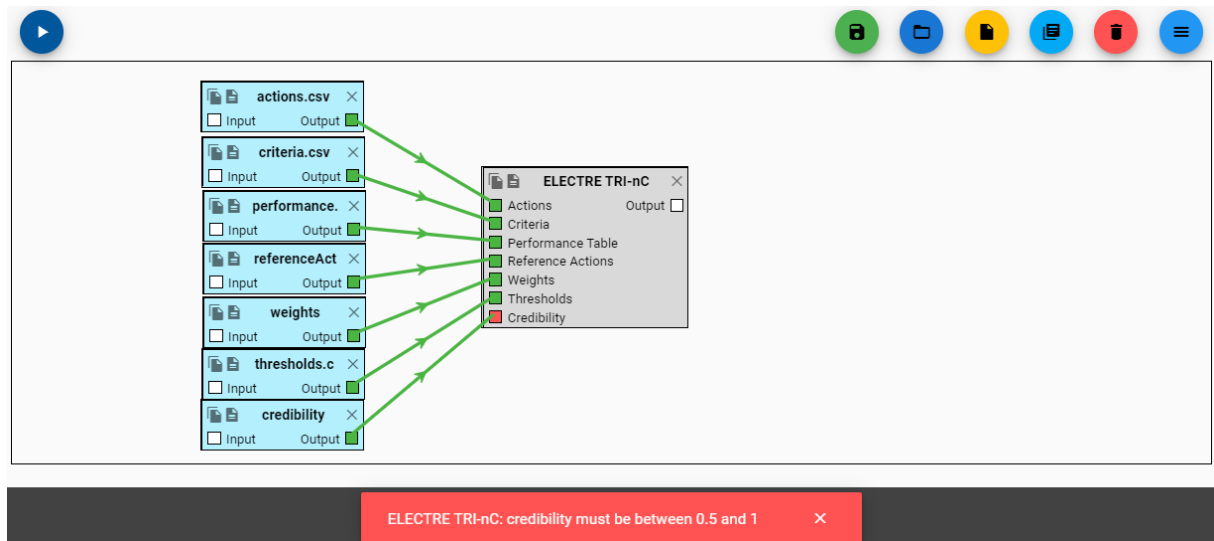 actions.csv
Input Output
criteria.csv
Input Output
performance.
Input Output
referenceAct
Input Output
weights
Input Output
thresholds.c
Input Output
credibility
Input Output
ELECTRE TRI-nC
Actions Output
Criteria
Performance Table
Reference Actions
Weights
Thresholds
Credibility
ELECTRE TRI-nC: credibility must be between 0.5 and 1